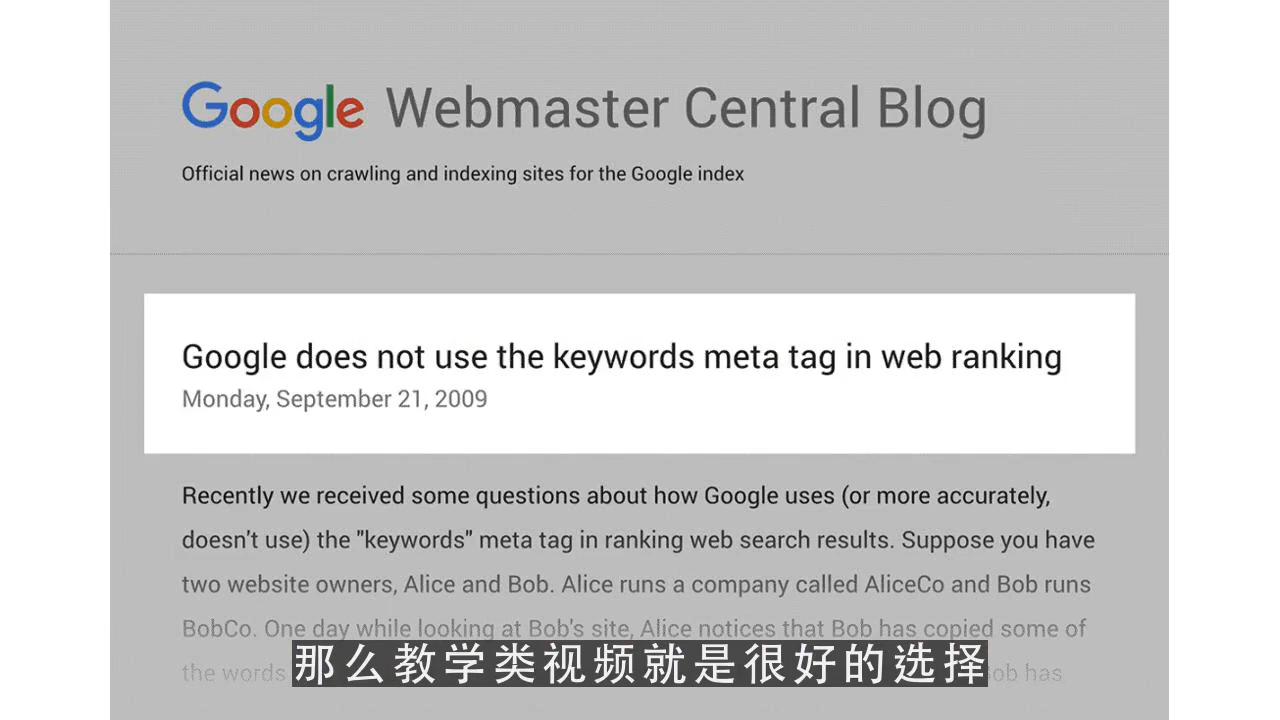 Google Webmaster Central Blog
Official news on crawling and indexing sites for the Google index
Google does not use the keywords meta tag in web ranking
Monday, September 21, 2009
Recently we received some questions about how Google uses (or more accurately,
doesn't use) the "keywords" meta tag in ranking web search results. Suppose you have
two website owners, Alice and Bob. Alice runs a company called AliceCo and Bob runs
BobCo. One day while looking at Bob's site, Alice notices that Bob has copied some of
the words Bob has
那么教学类视频就是很好的选择